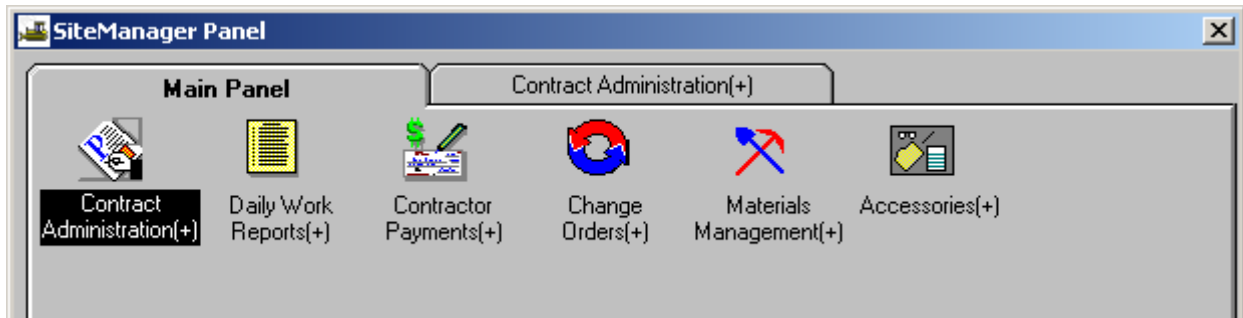 SiteManager Panel
Main Panel
Contract Administration(+)
Contract
Administration(+)
Daily Work
Reports(+)
Contractor
Payments(+)
Change
Orders(+)
Materials
Management(+)
Accessories(+)